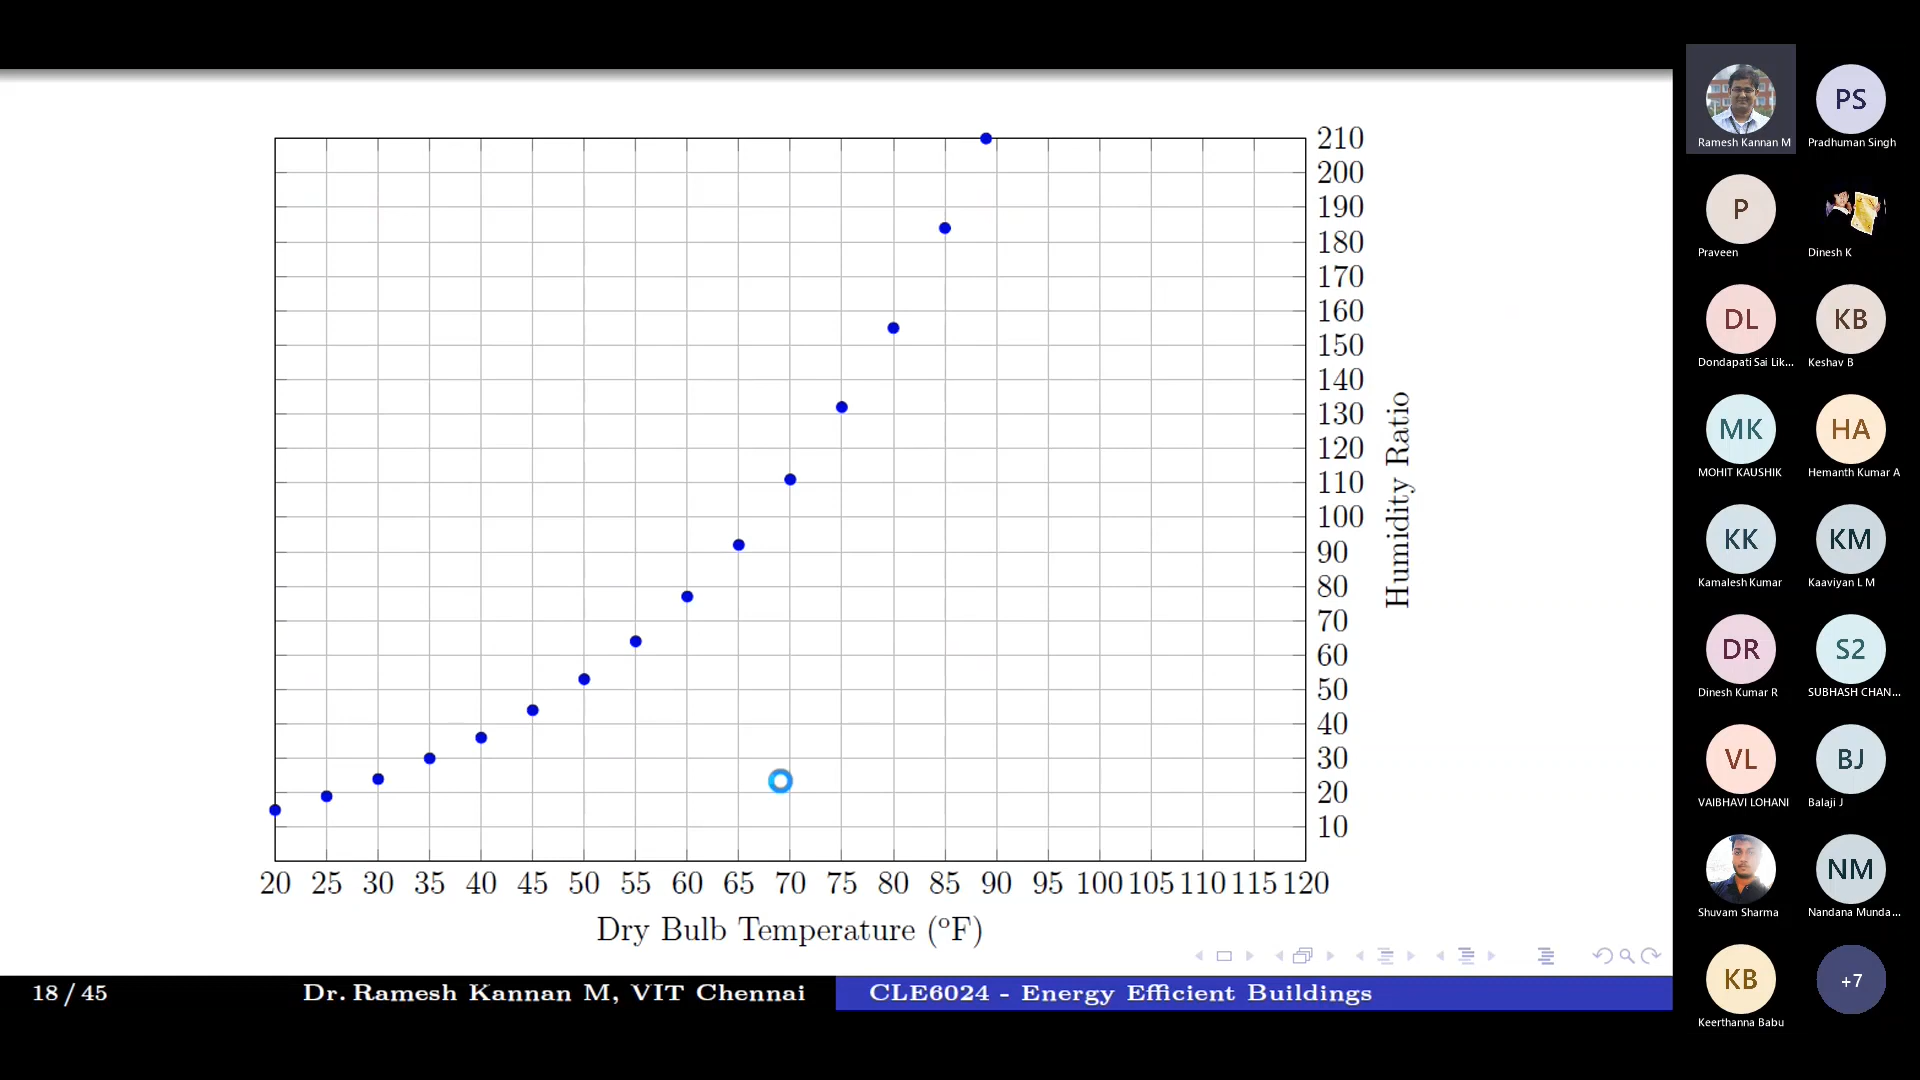 210
200
190
180
170
160
150
140
130
120
110
100
90
80
70
60
50
40
30
20
10
Humidity Ratio
20 25 30 35 40 45 50 55 60 65 70 75 80 85 90 95 100 105 110 115 120
Dry Bulb Temperature (ºF)
18 / 45
Dr. Ramesh Kannan M, VIT Chennai
CLE6024 - Energy Efficient Buildings
PS
Ramesh Kannan M
Pradhuman Singh
P
Praveen
Dinesh K
DL
KB
Dondapati Sai Lik...
Keshav B
MK
HA
MOHIT KAUSHIK
Hemanth Kumar A
KK
KM
Kamalesh Kumar
Kaaviyan L M
DR
S2
Dinesh Kumar R
SUBHASH CHAN...
VL
BJ
VAIBHAVI LOHANI
Balaji J
NM
Shuvam Sharma
Nandana Munda...
KB
+7
Keerthanna Babu